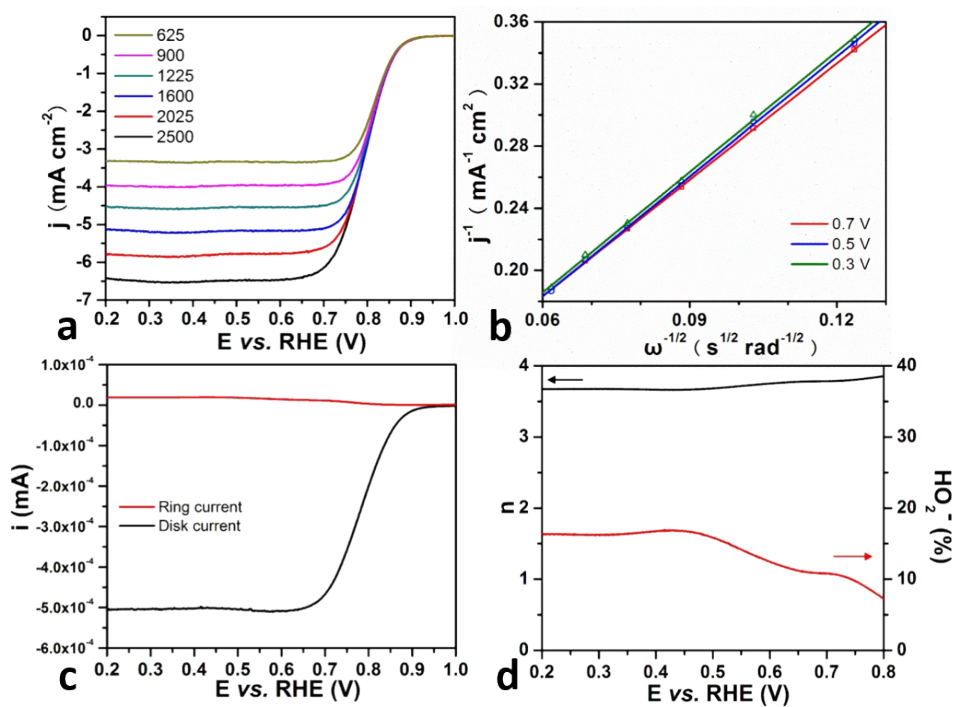 0
-1
-2
-3
-4
-5
-6
-7
625
900
1225
1600
2025
2500
j (mA cm⁻²)
0.2 0.3 0.4 0.5 0.6 0.7 0.8 0.9 1.0
E vs. RHE (V)
a
0.36
0.32
0.28
0.24
0.20
j⁻¹ (mA⁻¹ cm²)
0.7 V
0.5 V
0.3 V
0.06 0.09 0.12
ω⁻¹/² (s¹/² rad⁻¹/²)
b
1.0x10⁻⁴
0.0
-1.0x10⁻⁴
-2.0x10⁻⁴
-3.0x10⁻⁴
-4.0x10⁻⁴
-5.0x10⁻⁴
-6.0x10⁻⁴
i (mA)
Ring current
Disk current
0.2 0.3 0.4 0.5 0.6 0.7 0.8 0.9 1.0
E vs. RHE (V)
c
4
3
2
1
0
n
40
30
20
10
0
HO₂⁻ (%)
0.2 0.3 0.4 0.5 0.6 0.7 0.8
E vs. RHE (V)
d